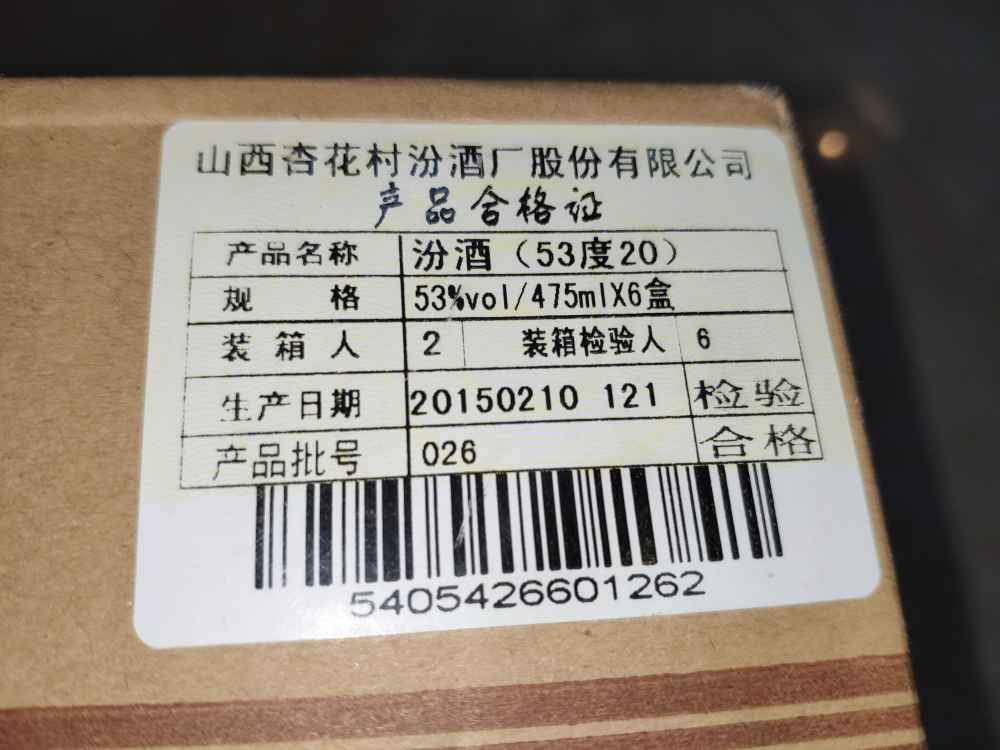 山西杏花村汾酒厂股份有限公司
产品合格证
产品名称 汾酒（53度20）
规 格 53%vol/475mlX6盒
装 箱 人 2 装箱检验人 6
生产日期 20150210 121 检验
产品批号 026 合格
5405426601262